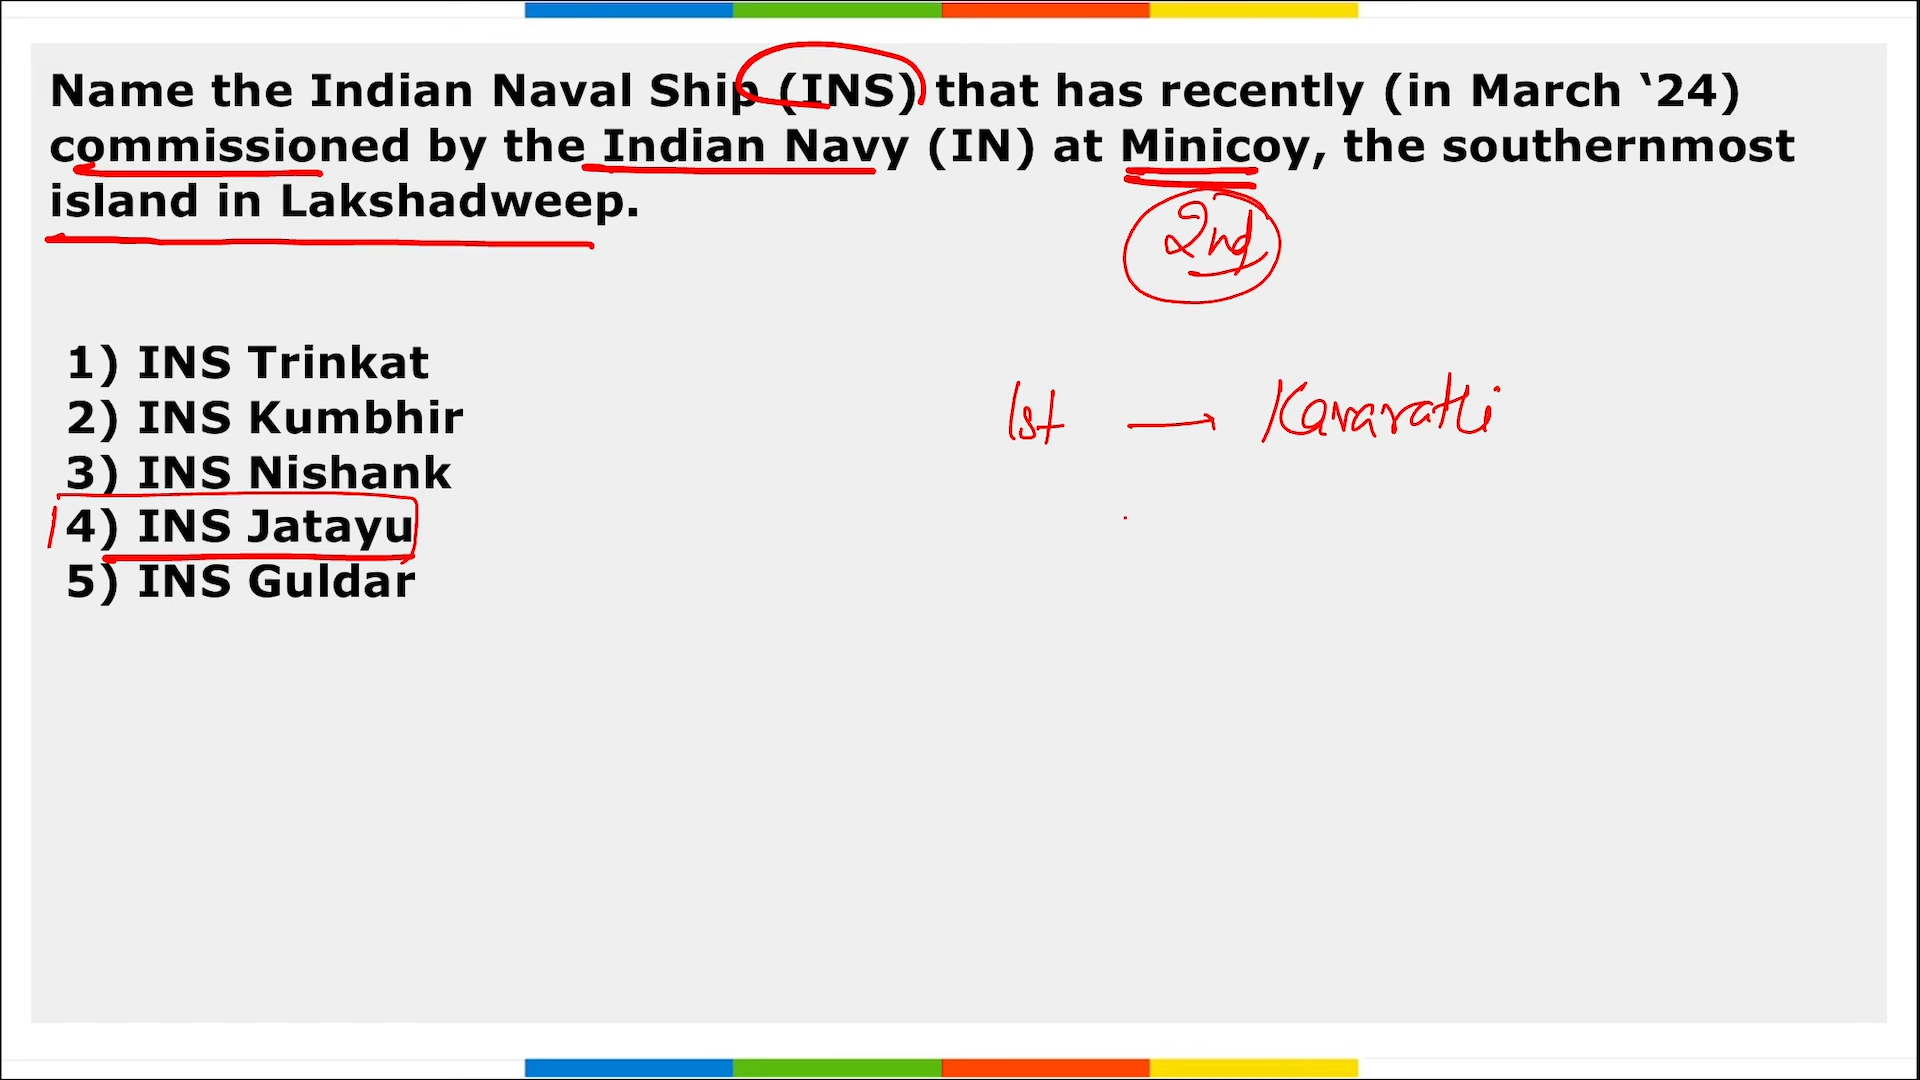 Name the Indian Naval Ship (INS) that has recently (in March ‘24)
commissioned by the Indian Navy (IN) at Minicoy, the southernmost
island in Lakshadweep.
2nd
1) INS Trinkat
2) INS Kumbhir
3) INS Nishank
4) INS Jatayu
5) INS Guldar
1st → Kavaratti